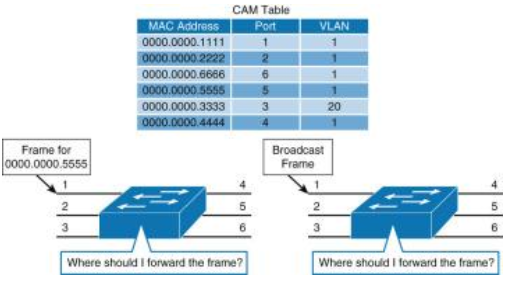 CAM Table
MAC Address Port VLAN
0000.0000.1111 1 1
0000.0000.2222 2 1
0000.0000.6666 6 1
0000.0000.5555 5 1
0000.0000.3333 3 20
0000.0000.4444 4 1
Frame for
0000.0000.5555
1 4
2 5
3 6
Where should I forward the frame?
Broadcast
Frame
1 4
2 5
3 6
Where should I forward the frame?